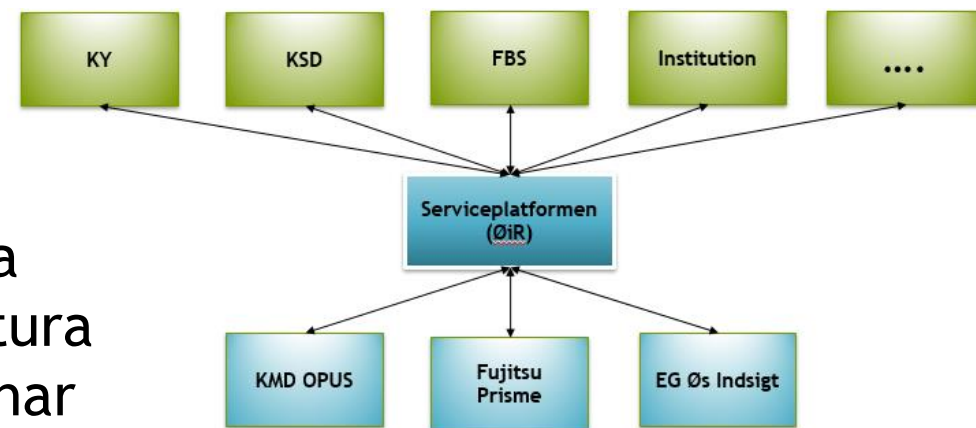 KY
KSD
FBS
Institution
....
Serviceplatformen
(ØiR)
a
tura
nar
KMD OPUS
Fujitsu
Prisme
EG Øs Indsigt